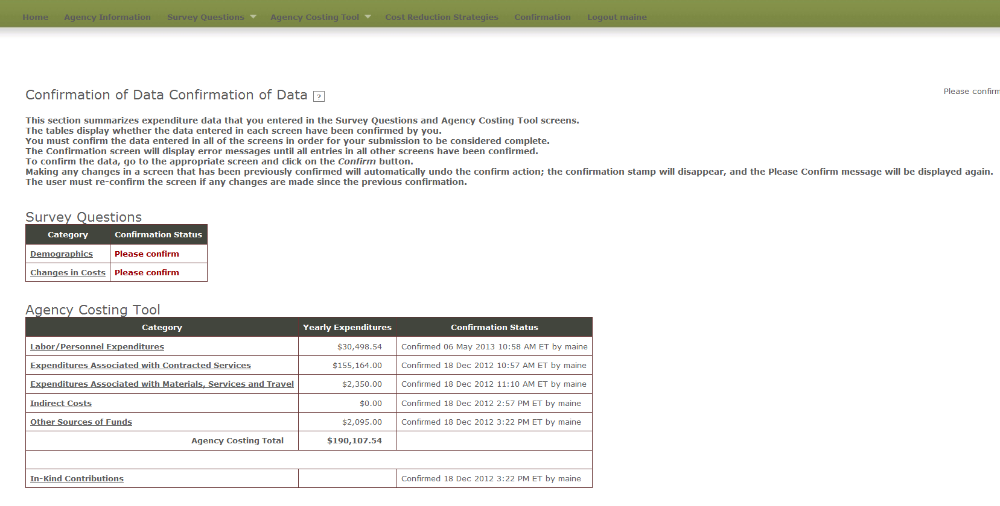 Home Agency Information Survey Questions Agency Costing Tool Cost Reduction Strategies Confirmation Logout maine
Confirmation of Data Confirmation of Data ?
Please confirm
This section summarizes expenditure data that you entered in the Survey Questions and Agency Costing Tool screens.
The tables display whether the data entered in each screen have been confirmed by you.
You must confirm the data entered in all of the screens in order for your submission to be considered complete.
The Confirmation screen will display error messages until all entries in all other screens have been confirmed.
To confirm the data, go to the appropriate screen and click on the Confirm button.
Making any changes in a screen that has been previously confirmed will automatically undo the confirm action; the confirmation stamp will disappear, and the Please Confirm message will be displayed again.
The user must re-confirm the screen if any changes are made since the previous confirmation.
Survey Questions
Category Confirmation Status
Demographics Please confirm
Changes in Costs Please confirm
Agency Costing Tool
Category Yearly Expenditures Confirmation Status
Labor/Personnel Expenditures $30,498.54 Confirmed 06 May 2013 10:58 AM ET by maine
Expenditures Associated with Contracted Services $155,164.00 Confirmed 18 Dec 2012 10:57 AM ET by maine
Expenditures Associated with Materials, Services and Travel $2,350.00 Confirmed 18 Dec 2012 11:10 AM ET by maine
Indirect Costs $0.00 Confirmed 18 Dec 2012 2:57 PM ET by maine
Other Sources of Funds $2,095.00 Confirmed 18 Dec 2012 3:22 PM ET by maine
Agency Costing Total $190,107.54
In-Kind Contributions Confirmed 18 Dec 2012 3:22 PM ET by maine